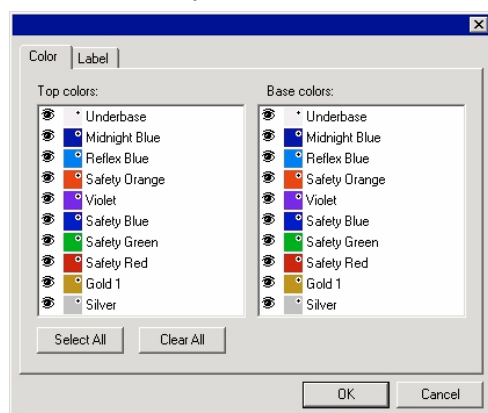 Color Label
Top colors: Base colors:
Underbase Underbase
Midnight Blue Midnight Blue
Reflex Blue Reflex Blue
Safety Orange Safety Orange
Violet Violet
Safety Blue Safety Blue
Safety Green Safety Green
Safety Red Safety Red
Gold 1 Gold 1
Silver Silver
Select All Clear All
OK Cancel